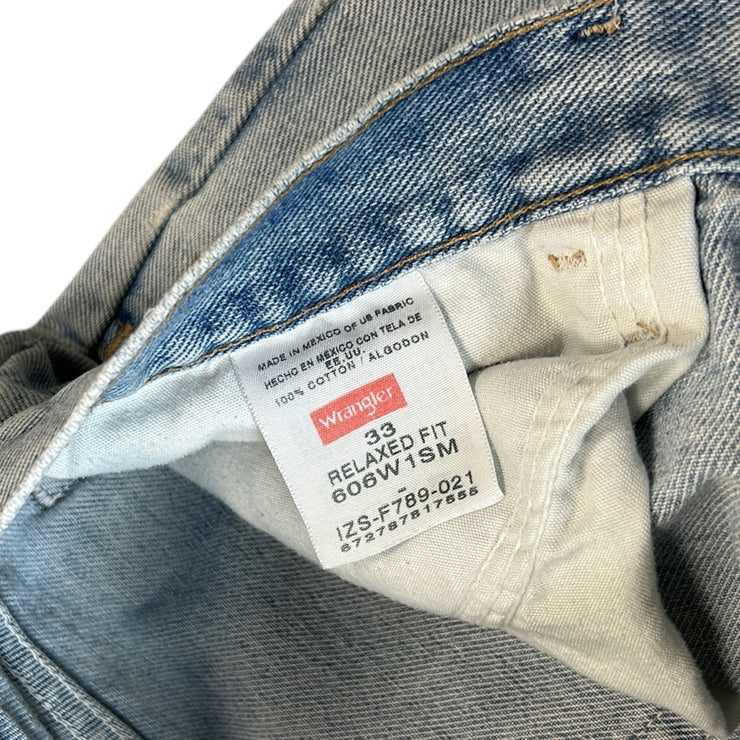 MADE IN MEXICO OF US FABRIC
HECHO EN MEXICO CON TELA DE
EE.UU.
100% COTTON / ALGODON
Wrangler
33
RELAXED FIT
606W1SM
-
IZS-F789-021
672787817555